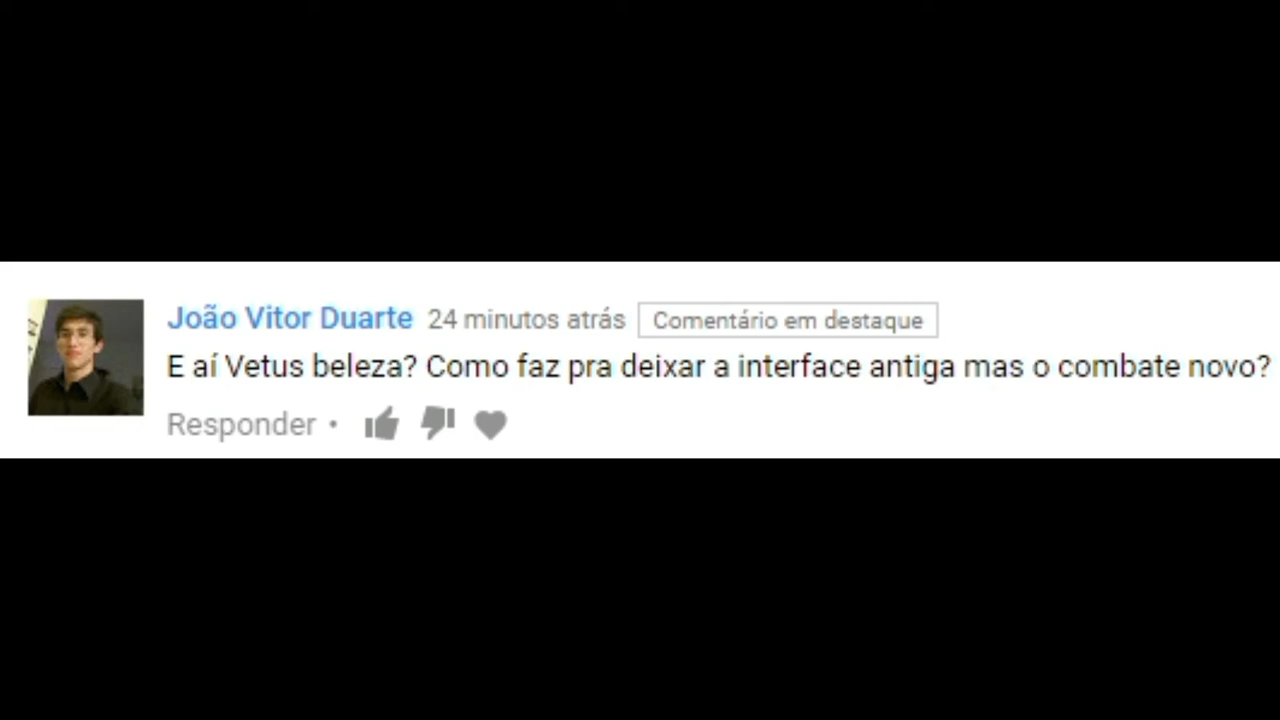 João Vitor Duarte 24 minutos atrás Comentário em destaque
E aí Vetus beleza? Como faz pra deixar a interface antiga mas o combate novo?
Responder •